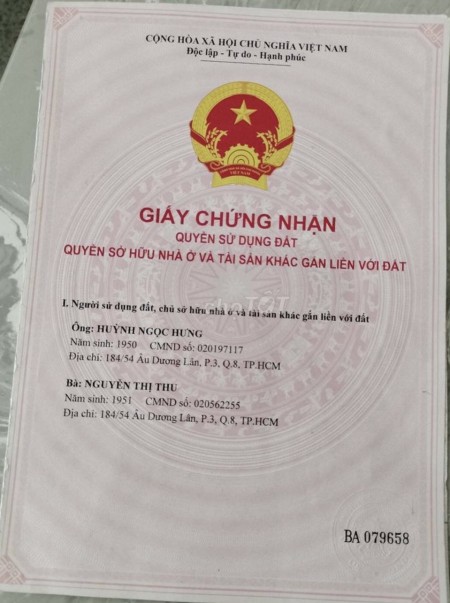 CỘNG HÒA XÃ HỘI CHỦ NGHĨA VIỆT NAM
Độc lập - Tự do - Hạnh phúc
VIỆT NAM
GIẤY CHỨNG NHẬN
QUYỀN SỬ DỤNG ĐẤT
QUYỀN SỞ HỮU NHÀ Ở VÀ TÀI SẢN KHÁC GẮN LIỀN VỚI ĐẤT
I. Người sử dụng đất, chủ sở hữu nhà ở và tài sản khác gắn liền với đất
Ông: HUỲNH NGỌC HƯNG
Năm sinh: 1950 CMND số: 020197117
Địa chỉ: 184/54 Âu Dương Lân, P.3, Q.8, TP.HCM
Bà: NGUYỄN THỊ THU
Năm sinh: 1951 CMND số: 020562255
Địa chỉ: 184/54 Âu Dương Lân, P.3, Q.8, TP.HCM
BA 079658